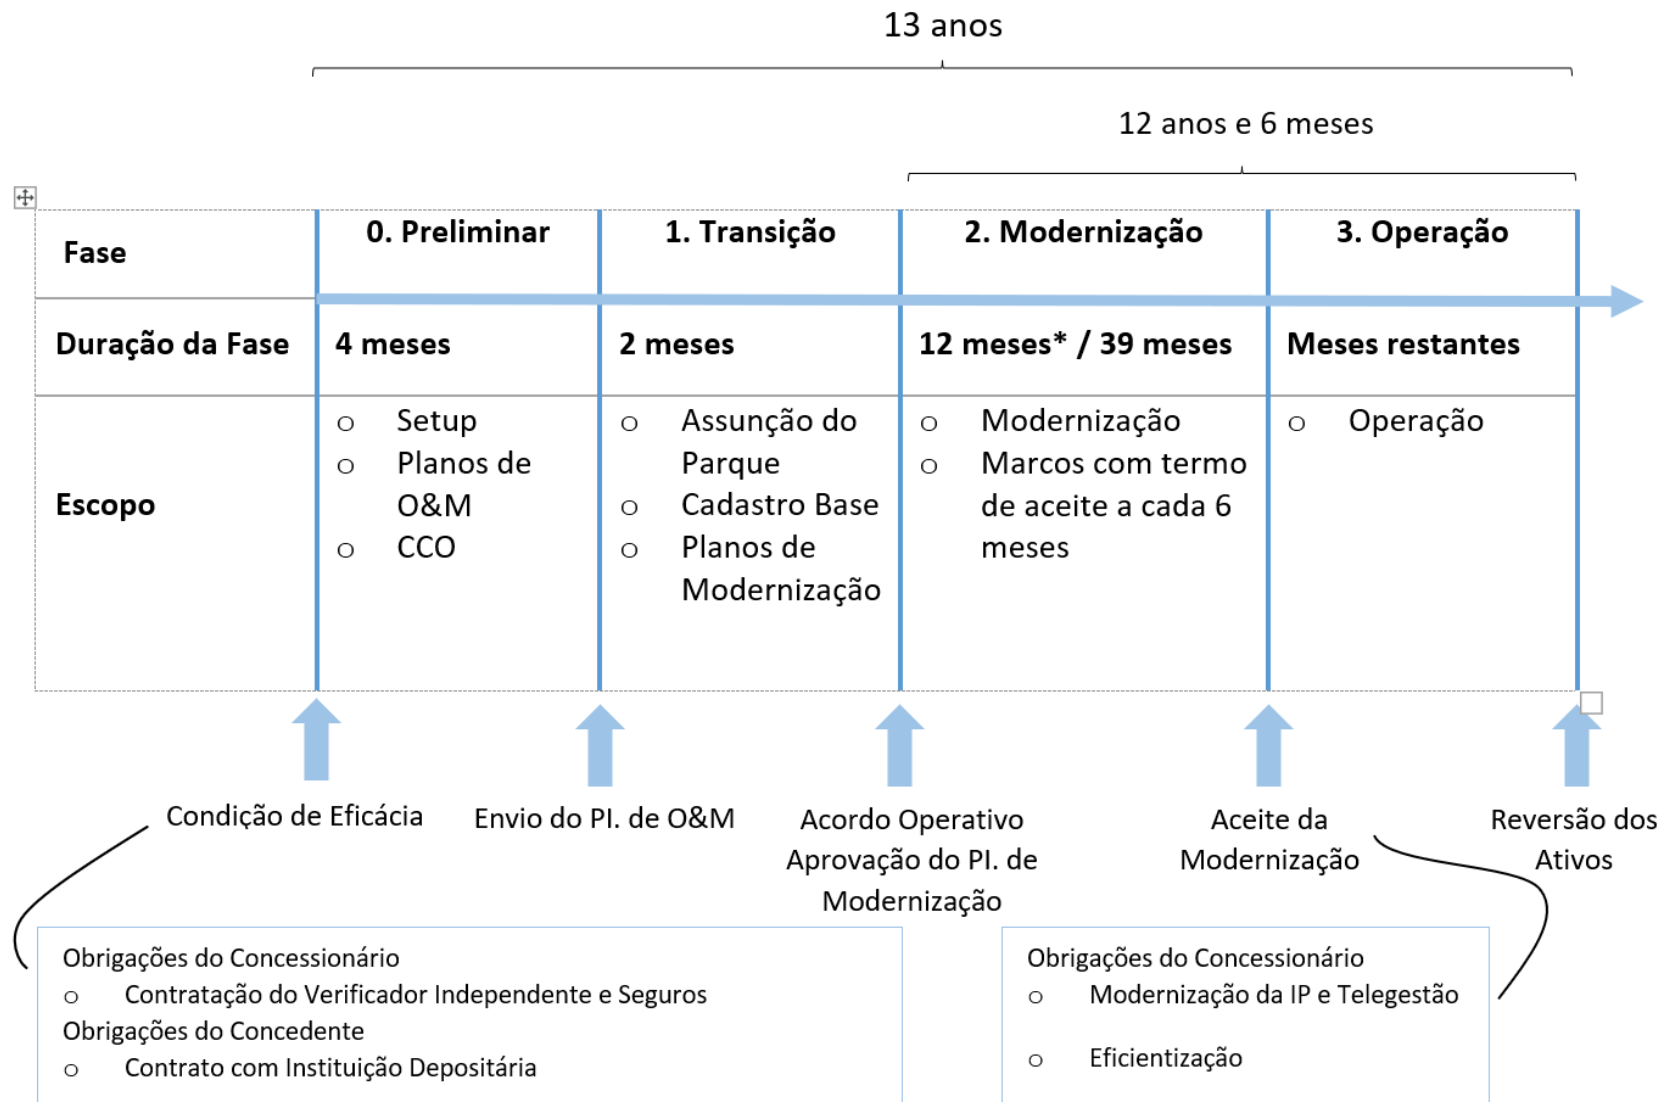 13 anos
12 anos e 6 meses
Fase
0. Preliminar
1. Transição
2. Modernização
3. Operação
Duração da Fase
4 meses
2 meses
12 meses* / 39 meses
Meses restantes
Escopo
o Setup
o Planos de
O&M
o CCO
o Assunção do
Parque
o Cadastro Base
o Planos de
Modernização
o Modernização
o Marcos com termo
de aceite a cada 6
meses
o Operação
Condição de Eficácia
Envio do PI. de O&M
Acordo Operativo
Aprovação do PI. de
Modernização
Aceite da
Modernização
Reversão dos
Ativos
Obrigações do Concessionário
o Contratação do Verificador Independente e Seguros
Obrigações do Concedente
o Contrato com Instituição Depositária
Obrigações do Concessionário
o Modernização da IP e Telegestão
o Eficientização